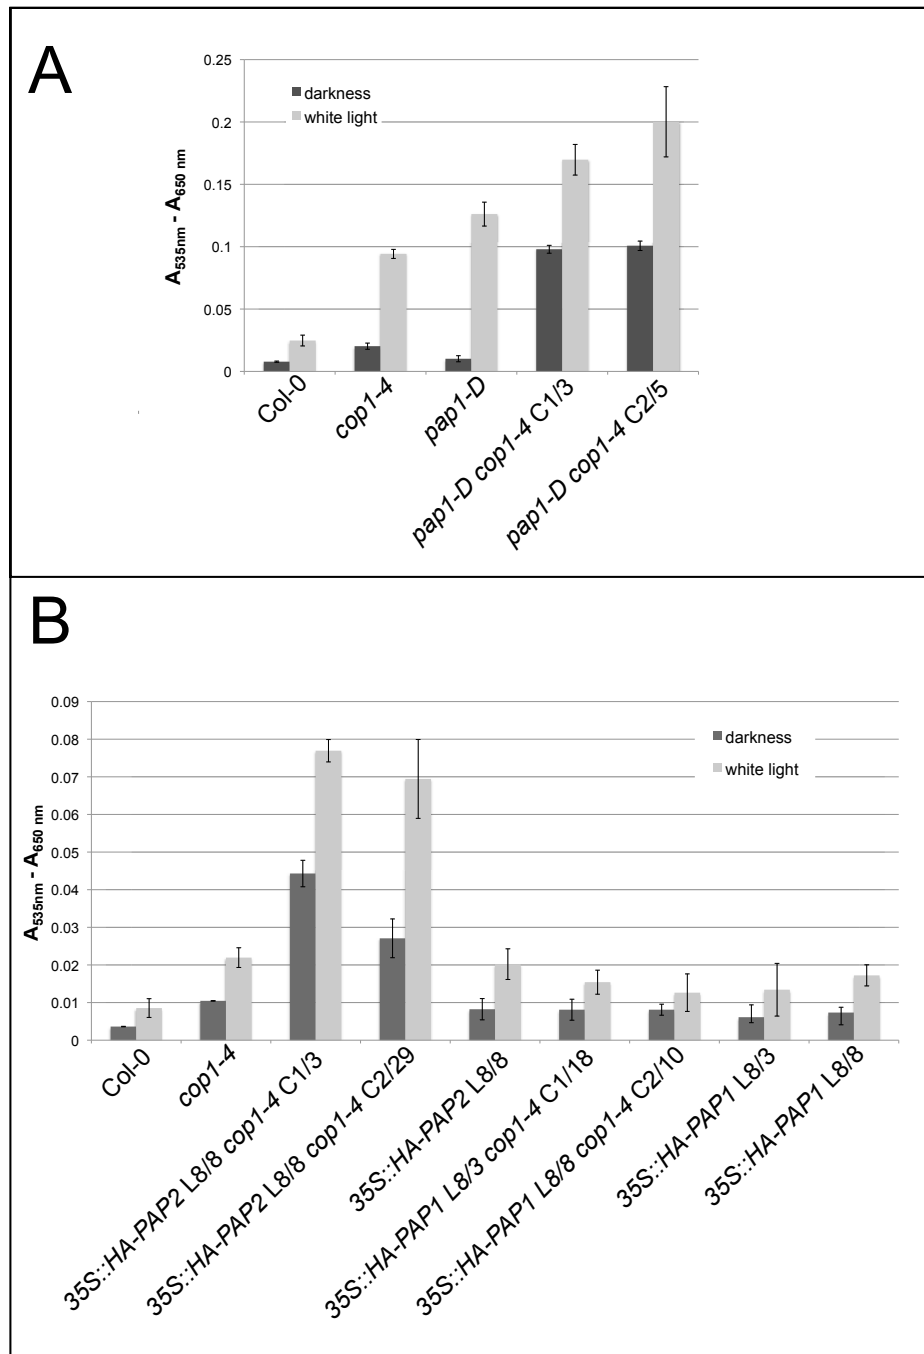 A
0.25
0.2
0.15
0.1
0.05
0
A535nm - A650 nm
darkness
white light
Col-0
cop1-4
pap1-D
pap1-D cop1-4 C1/3
pap1-D cop1-4 C2/5
B
0.09
0.08
0.07
0.06
0.05
0.04
0.03
0.02
0.01
0
A535nm - A650 nm
darkness
white light
Col-0
cop1-4
35S::HA-PAP2 L8/8 cop1-4 C1/3
35S::HA-PAP2 L8/8 cop1-4 C2/29
35S::HA-PAP2 L8/8
35S::HA-PAP1 L8/3 cop1-4 C1/18
35S::HA-PAP1 L8/8 cop1-4 C2/10
35S::HA-PAP1 L8/3
35S::HA-PAP1 L8/8